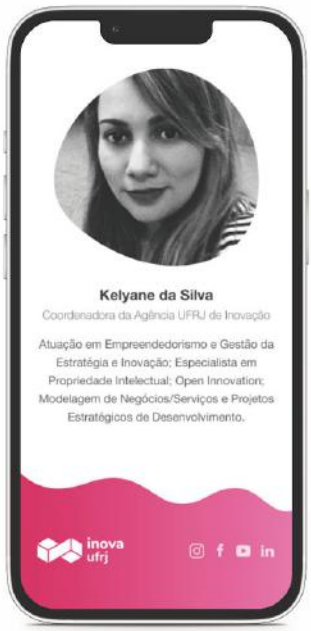 Kelyane da Silva
Coordenadora da Agência UFRJ de Inovação
Atuação em Empreendedorismo e Gestão da
Estratégia e Inovação; Especialista em
Propriedade Intelectual; Open Innovation;
Modelagem de Negócios/Serviços e Projetos
Estratégicos de Desenvolvimento.
inova
ufrj